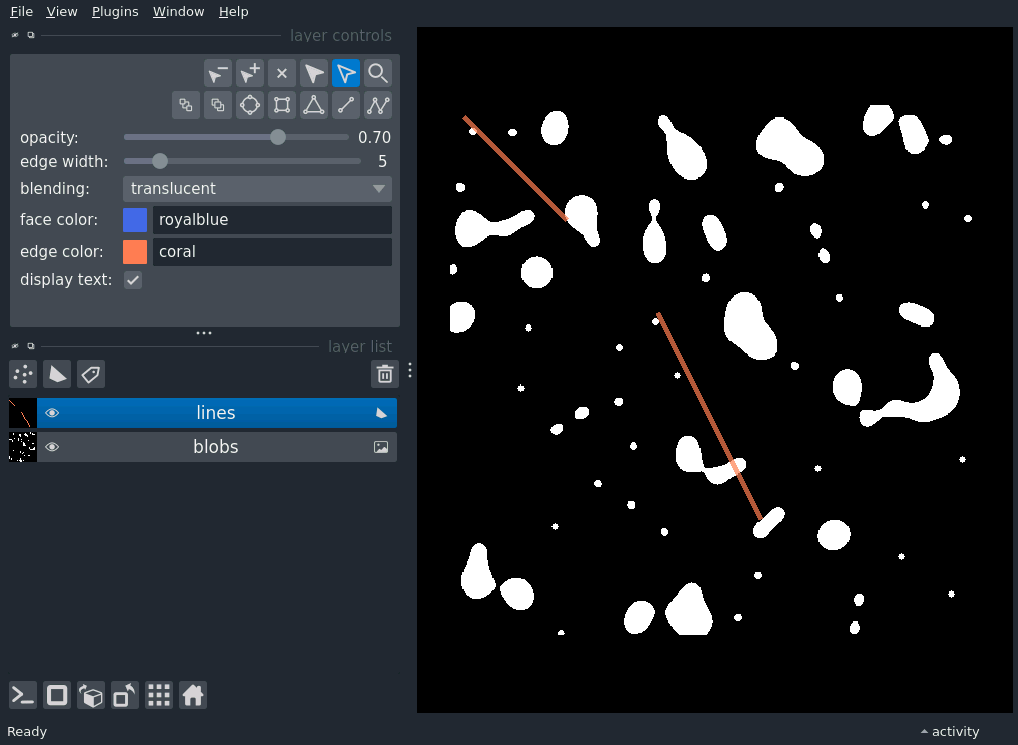 File View Plugins Window Help
layer controls
opacity: 0.70
edge width: 5
blending: translucent
face color: royalblue
edge color: coral
display text:
layer list
lines
blobs
Ready activity